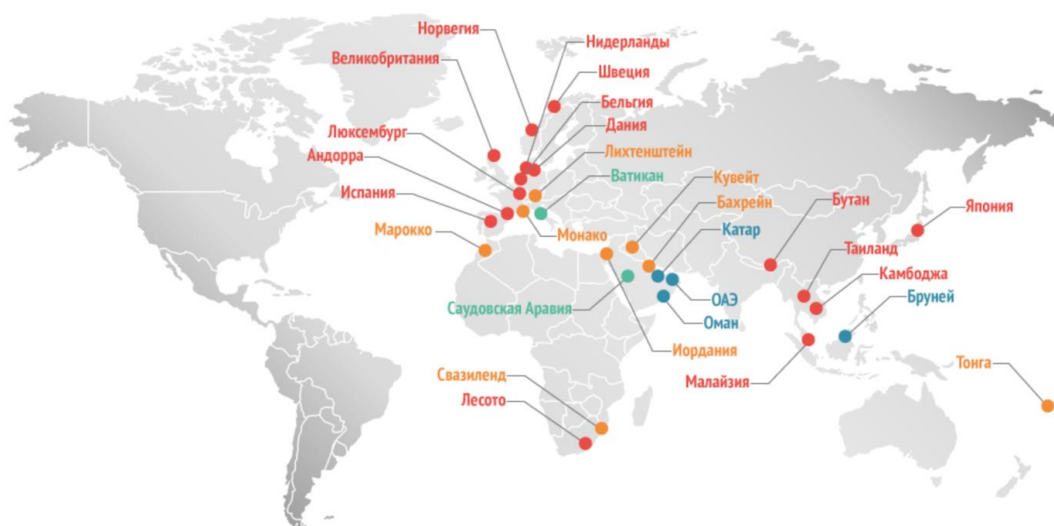 Норвегия
Нидерланды
Великобритания
Швеция
Бельгия
Люксембург
Дания
Андорра
Лихтенштейн
Ватикан
Кувейт
Испания
Бахрейн
Бутан
Япония
Марокко
Монако
Катар
Таиланд
Камбоджа
Саудовская Аравия
ОАЭ
Бруней
Оман
Иордания
Тонга
Свазиленд
Малайзия
Лесото